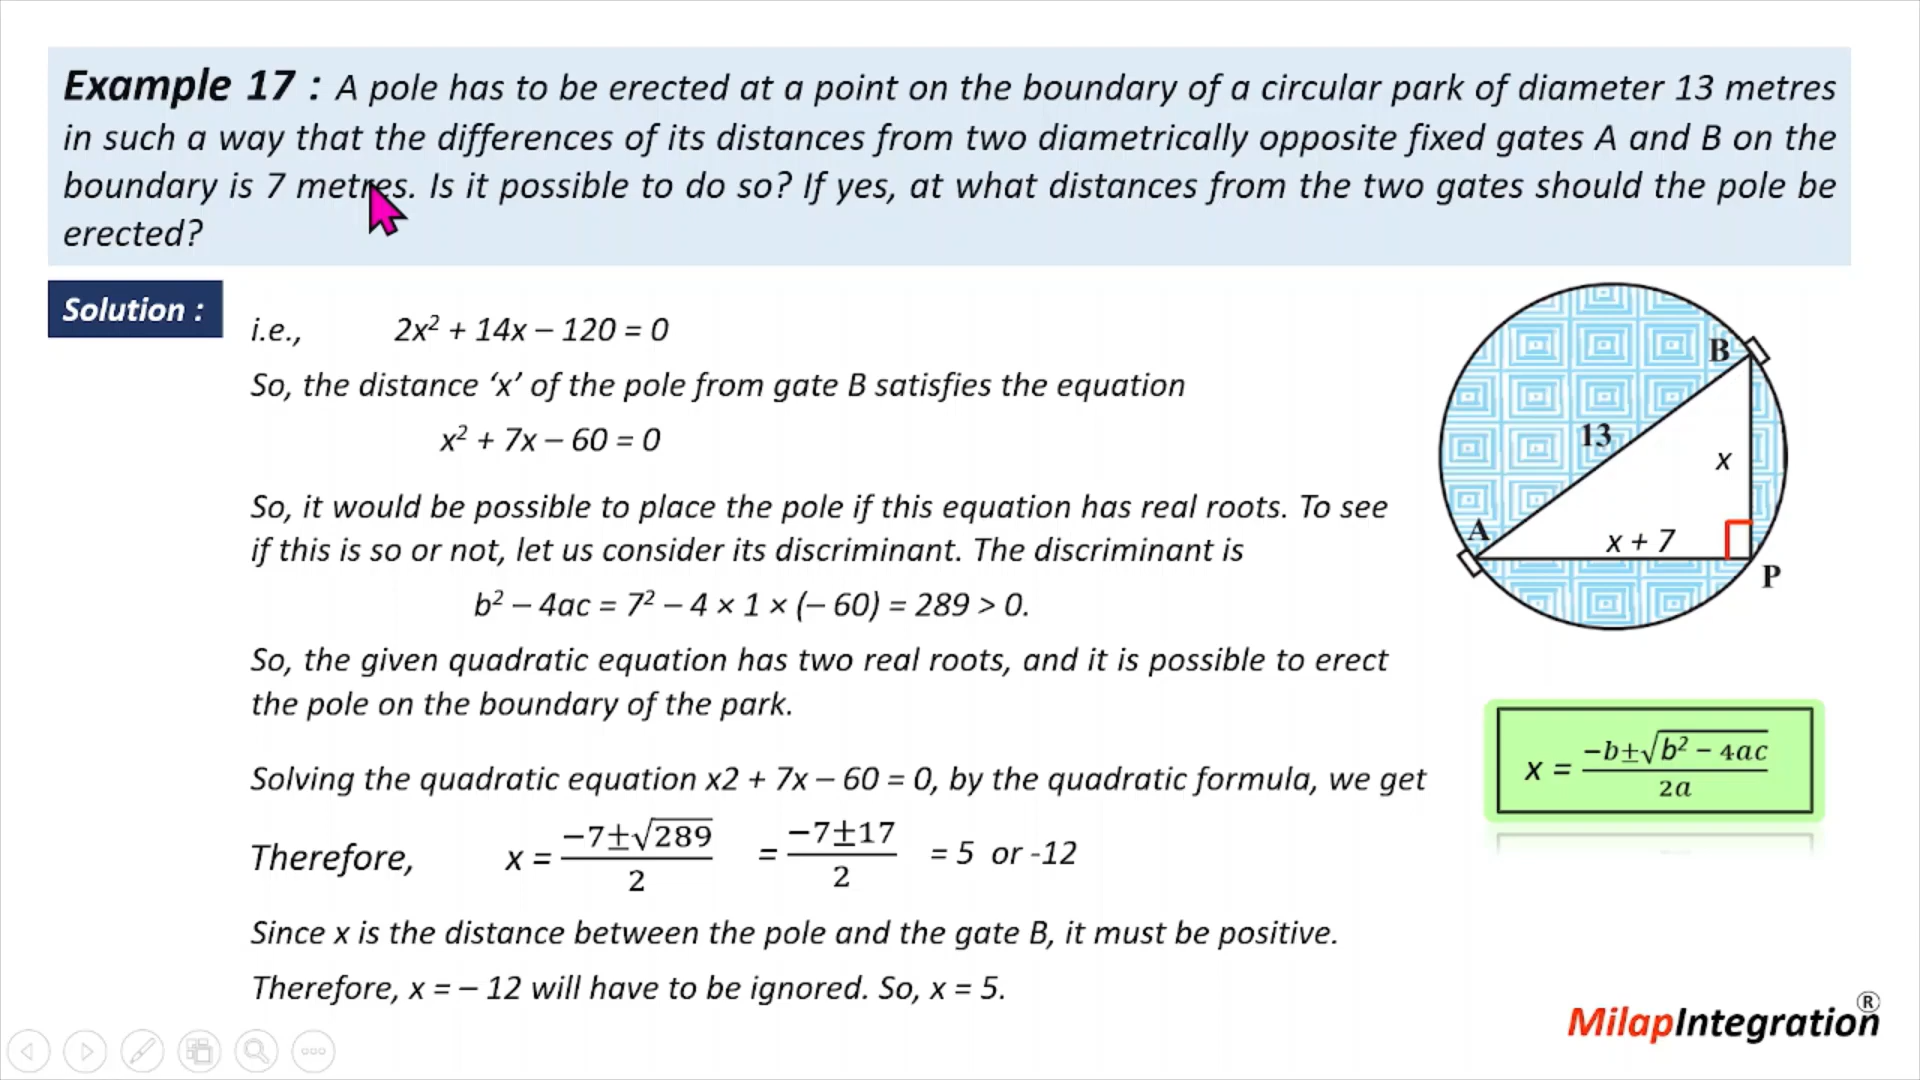 Example 17 : A pole has to be erected at a point on the boundary of a circular park of diameter 13 metres
in such a way that the differences of its distances from two diametrically opposite fixed gates A and B on the
boundary is 7 metres. Is it possible to do so? If yes, at what distances from the two gates should the pole be
erected?
Solution :
i.e., 2x² + 14x – 120 = 0
So, the distance ‘x’ of the pole from gate B satisfies the equation
x² + 7x – 60 = 0
So, it would be possible to place the pole if this equation has real roots. To see
if this is so or not, let us consider its discriminant. The discriminant is
b² – 4ac = 7² – 4 × 1 × (– 60) = 289 > 0.
So, the given quadratic equation has two real roots, and it is possible to erect
the pole on the boundary of the park.
Solving the quadratic equation x2 + 7x – 60 = 0, by the quadratic formula, we get
Therefore, x = (−7±√289)/2 = (−7±17)/2 = 5 or -12
Since x is the distance between the pole and the gate B, it must be positive.
Therefore, x = – 12 will have to be ignored. So, x = 5.
B
13
x
A
x + 7
P
x = (−b±√(b² − 4ac))/(2a)
MilapIntegration®